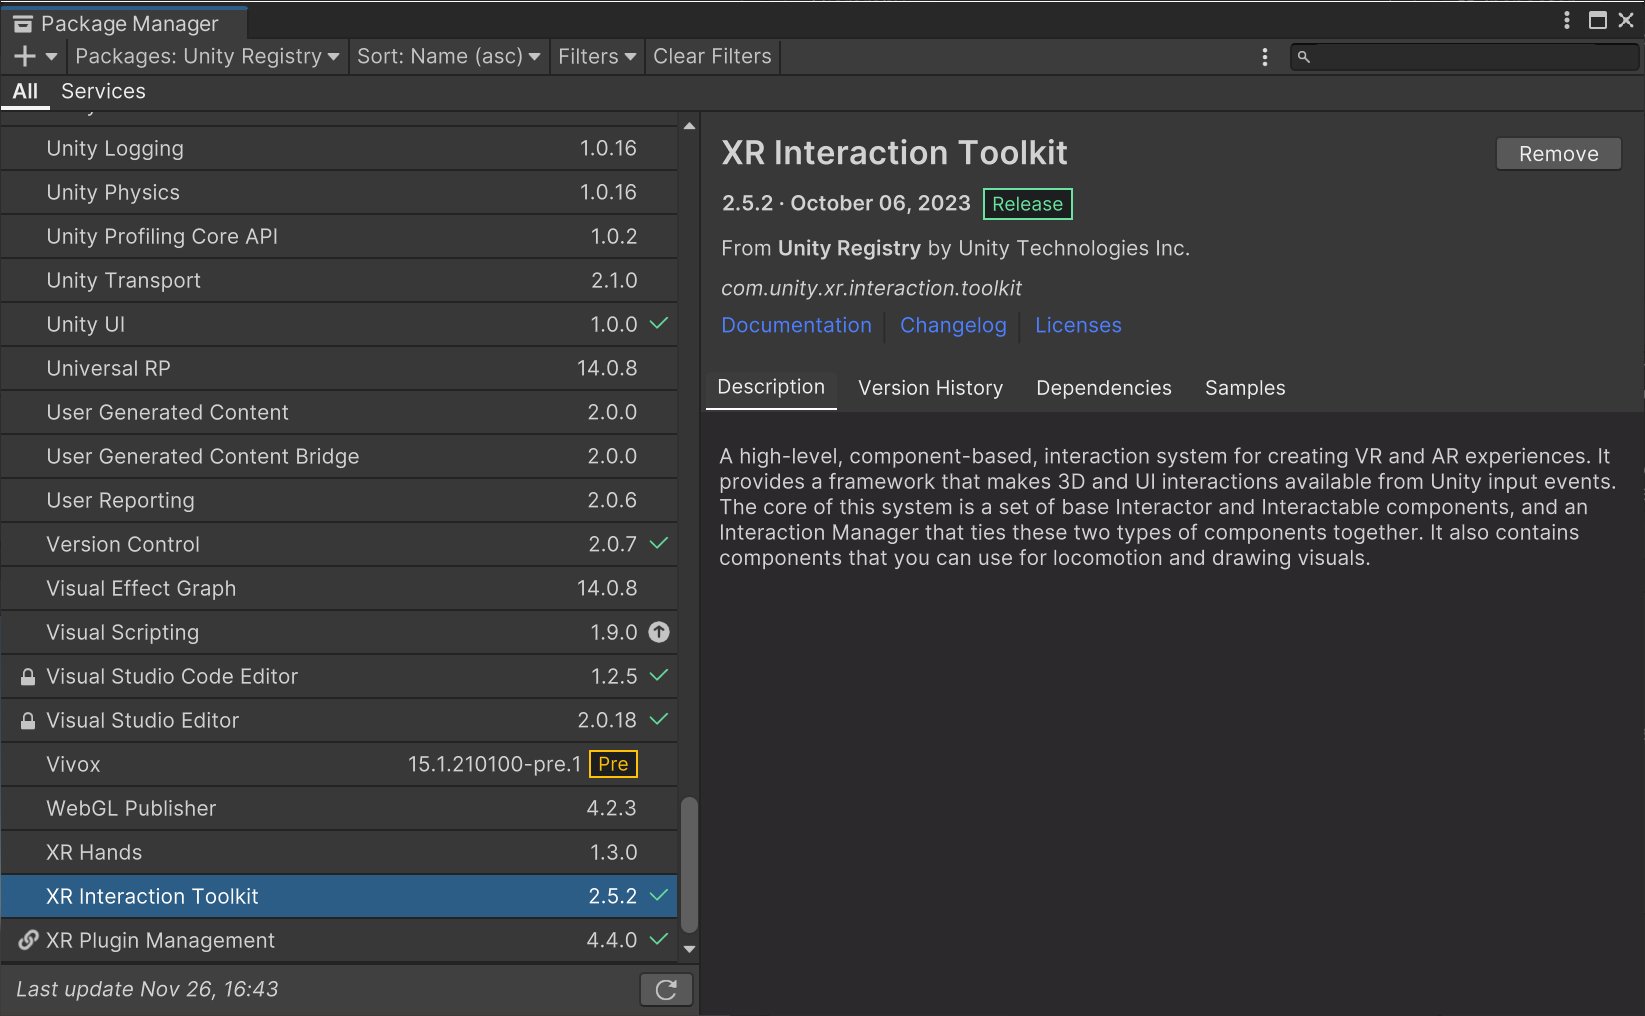 Package Manager
Packages: Unity Registry
Sort: Name (asc)
Filters
Clear Filters
All
Services
Unity Logging 1.0.16
Unity Physics 1.0.16
Unity Profiling Core API 1.0.2
Unity Transport 2.1.0
Unity UI 1.0.0
Universal RP 14.0.8
User Generated Content 2.0.0
User Generated Content Bridge 2.0.0
User Reporting 2.0.6
Version Control 2.0.7
Visual Effect Graph 14.0.8
Visual Scripting 1.9.0
Visual Studio Code Editor 1.2.5
Visual Studio Editor 2.0.18
Vivox 15.1.210100-pre.1 Pre
WebGL Publisher 4.2.3
XR Hands 1.3.0
XR Interaction Toolkit 2.5.2
XR Plugin Management 4.4.0
Last update Nov 26, 16:43
XR Interaction Toolkit
Remove
2.5.2 · October 06, 2023 Release
From Unity Registry by Unity Technologies Inc.
com.unity.xr.interaction.toolkit
Documentation
Changelog
Licenses
Description
Version History
Dependencies
Samples
A high-level, component-based, interaction system for creating VR and AR experiences. It
provides a framework that makes 3D and UI interactions available from Unity input events.
The core of this system is a set of base Interactor and Interactable components, and an
Interaction Manager that ties these two types of components together. It also contains
components that you can use for locomotion and drawing visuals.